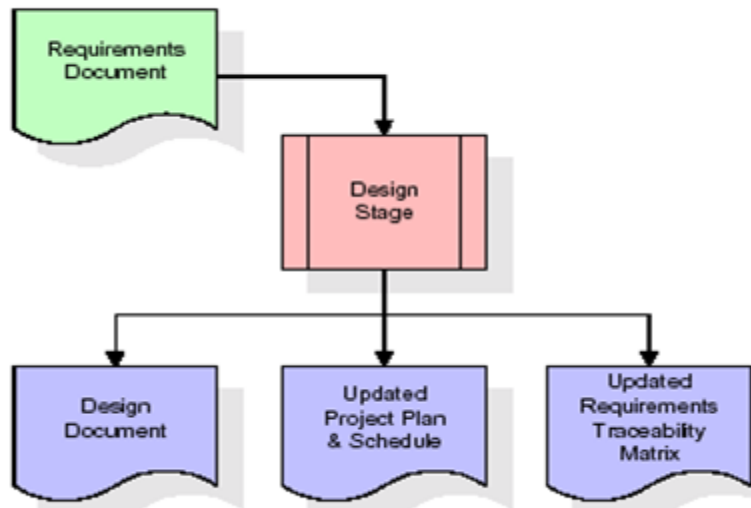 Requirements
Document
Design
Stage
Design
Document
Updated
Project Plan
& Schedule
Updated
Requirements
Traceability
Matrix